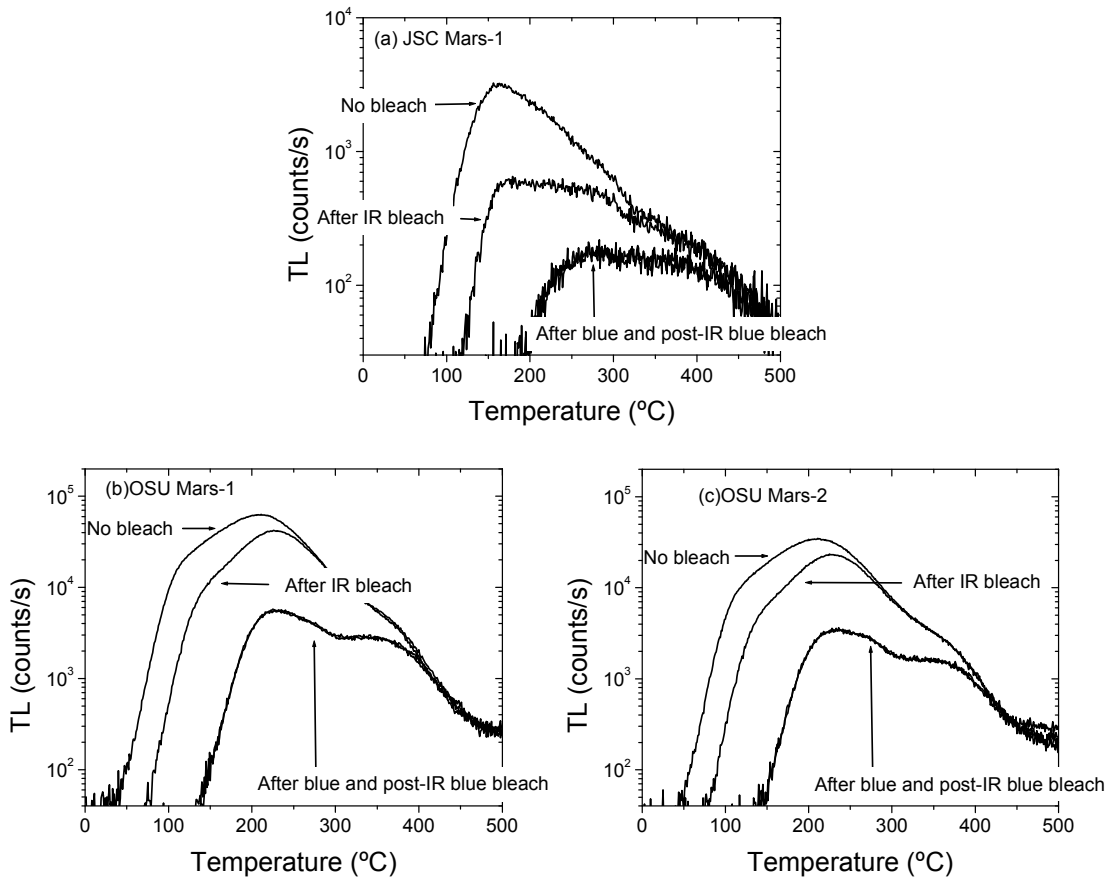 (a) JSC Mars-1
No bleach
After IR bleach
After blue and post-IR blue bleach
TL (counts/s)
10⁴
10³
10²
0 100 200 300 400 500
Temperature (ºC)
(b)OSU Mars-1
No bleach
After IR bleach
After blue and post-IR blue bleach
TL (counts/s)
10⁵
10⁴
10³
10²
0 100 200 300 400 500
Temperature (ºC)
(c)OSU Mars-2
No bleach
After IR bleach
After blue and post-IR blue bleach
TL (counts/s)
10⁵
10⁴
10³
10²
0 100 200 300 400 500
Temperature (ºC)